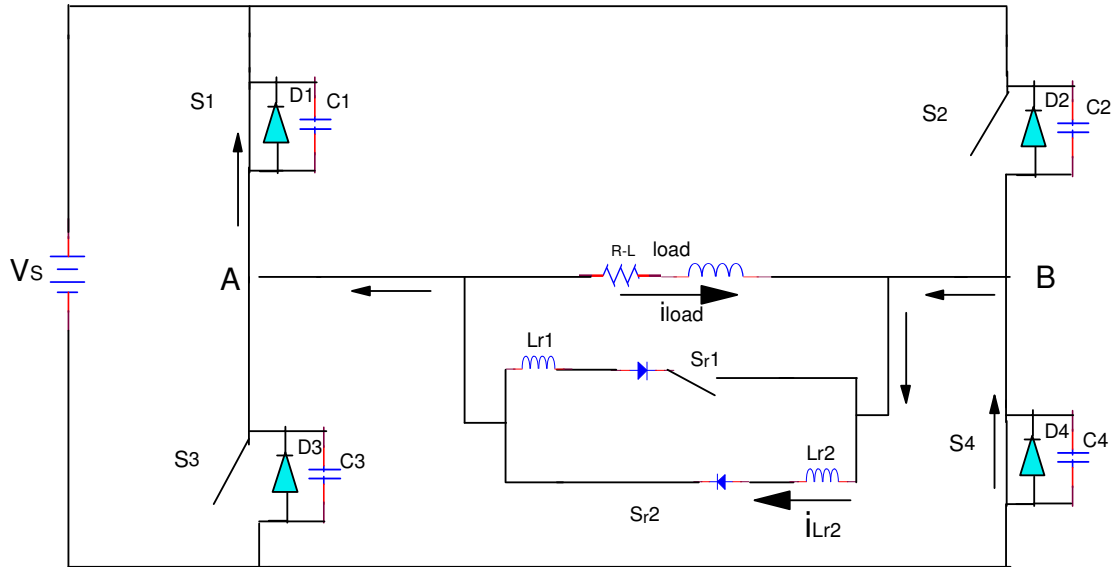 S1
D1
C1
S2
D2
C2
VS
A
R-L
load
B
iload
Lr1
Sr1
S3
D3
C3
Lr2
S4
D4
C4
Sr2
iLr2